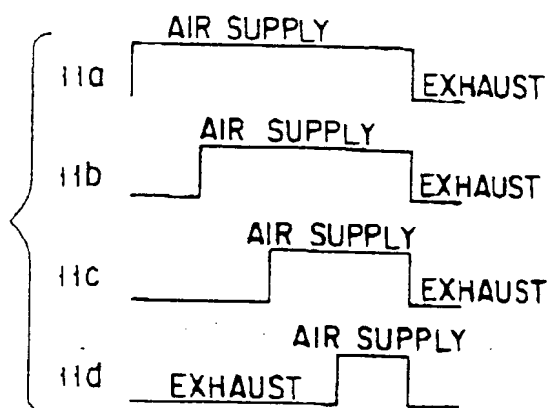 AIR SUPPLY
11a
EXHAUST
AIR SUPPLY
11b
EXHAUST
AIR SUPPLY
11c
EXHAUST
AIR SUPPLY
11d
EXHAUST